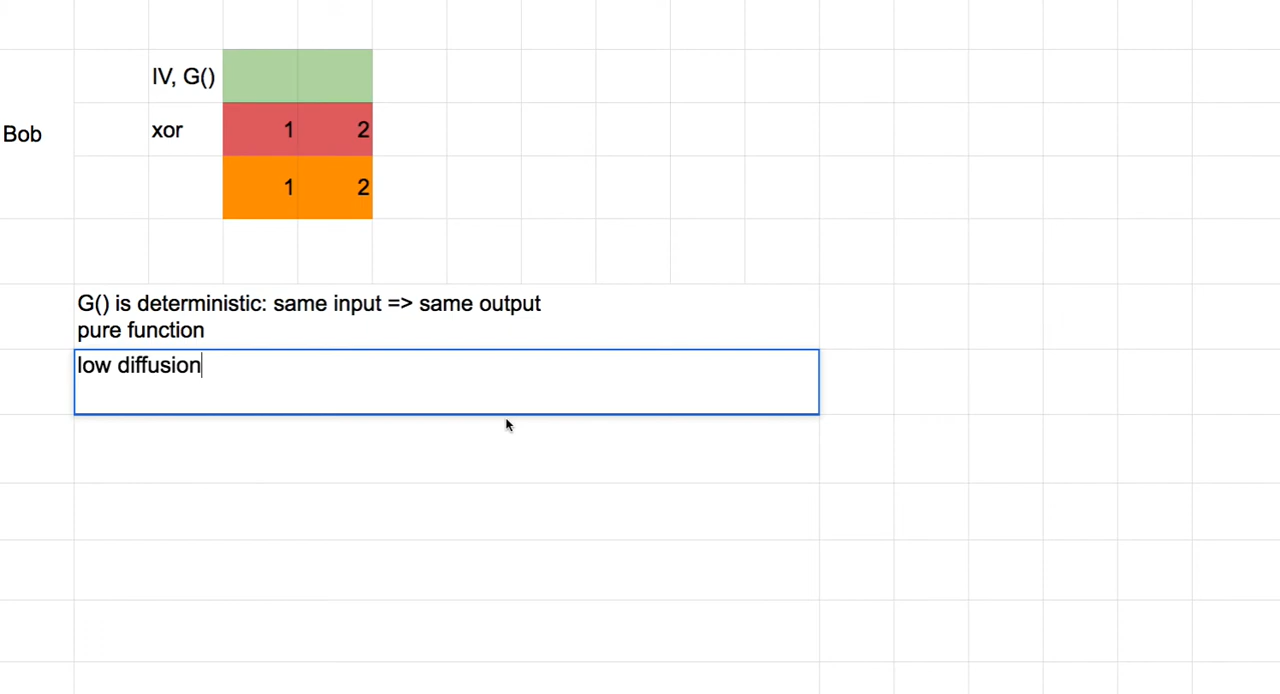 IV, G()
Bob
xor 1 2
1 2
G() is deterministic: same input => same output
pure function
low diffusion